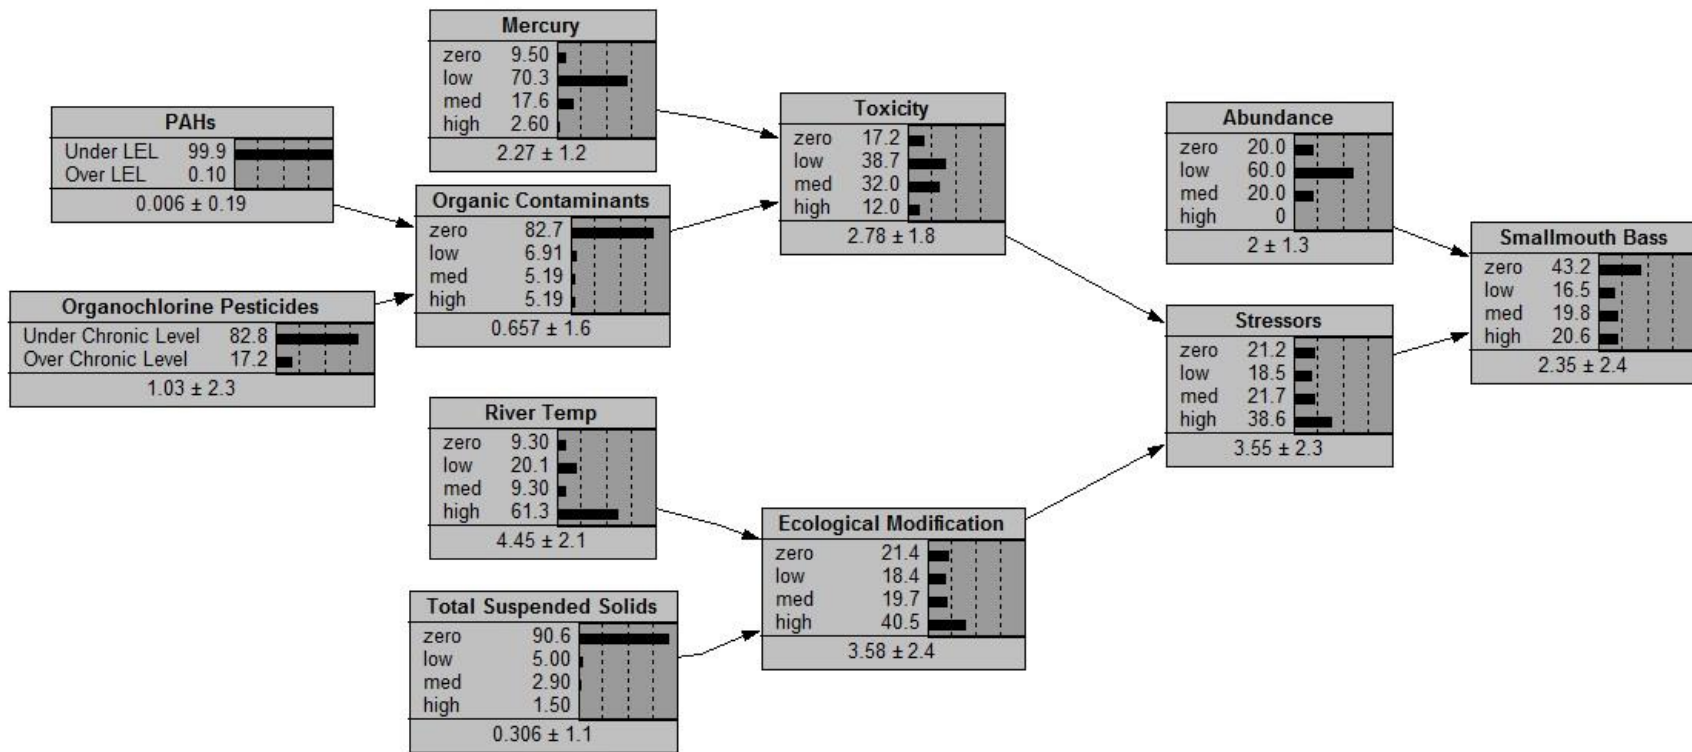 Mercury
zero 9.50
low 70.3
med 17.6
high 2.60
2.27 ± 1.2
PAHs
Under LEL 99.9
Over LEL 0.10
0.006 ± 0.19
Organic Contaminants
zero 82.7
low 6.91
med 5.19
high 5.19
0.657 ± 1.6
Organochlorine Pesticides
Under Chronic Level 82.8
Over Chronic Level 17.2
1.03 ± 2.3
River Temp
zero 9.30
low 20.1
med 9.30
high 61.3
4.45 ± 2.1
Total Suspended Solids
zero 90.6
low 5.00
med 2.90
high 1.50
0.306 ± 1.1
Toxicity
zero 17.2
low 38.7
med 32.0
high 12.0
2.78 ± 1.8
Ecological Modification
zero 21.4
low 18.4
med 19.7
high 40.5
3.58 ± 2.4
Abundance
zero 20.0
low 60.0
med 20.0
high 0
2 ± 1.3
Stressors
zero 21.2
low 18.5
med 21.7
high 38.6
3.55 ± 2.3
Smallmouth Bass
zero 43.2
low 16.5
med 19.8
high 20.6
2.35 ± 2.4